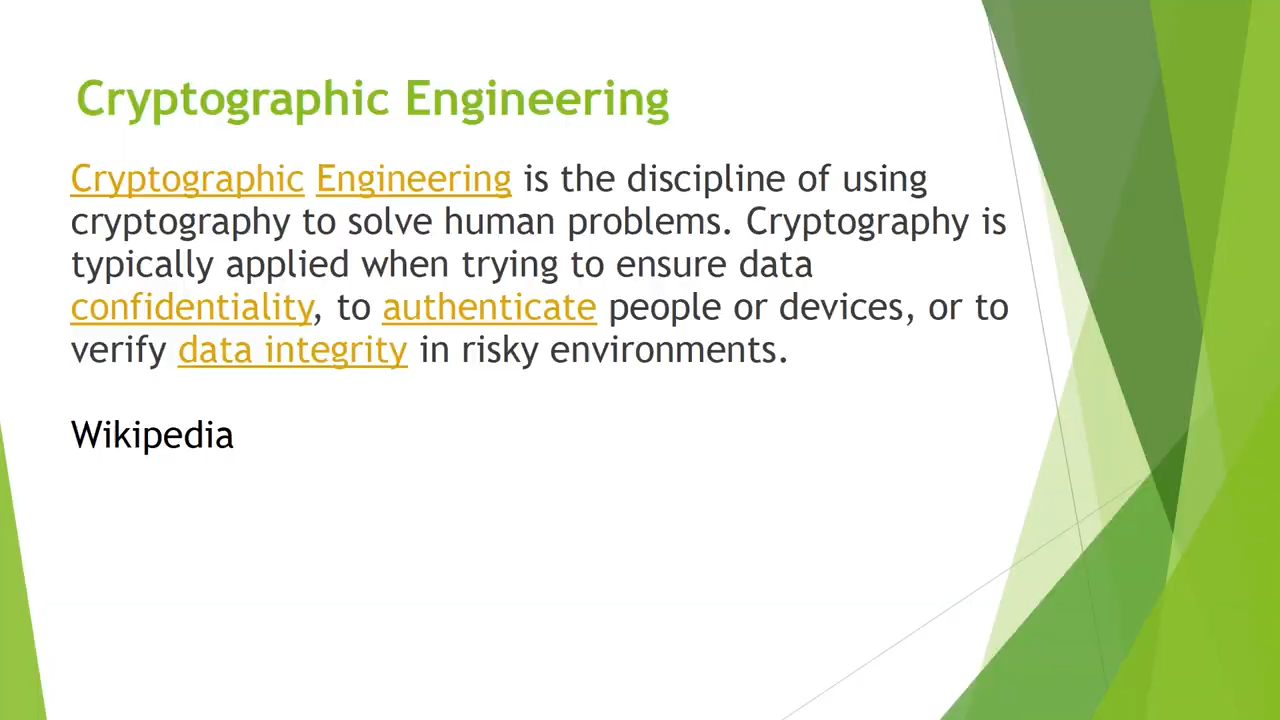 Cryptographic Engineering
Cryptographic Engineering is the discipline of using
cryptography to solve human problems. Cryptography is
typically applied when trying to ensure data
confidentiality, to authenticate people or devices, or to
verify data integrity in risky environments.
Wikipedia